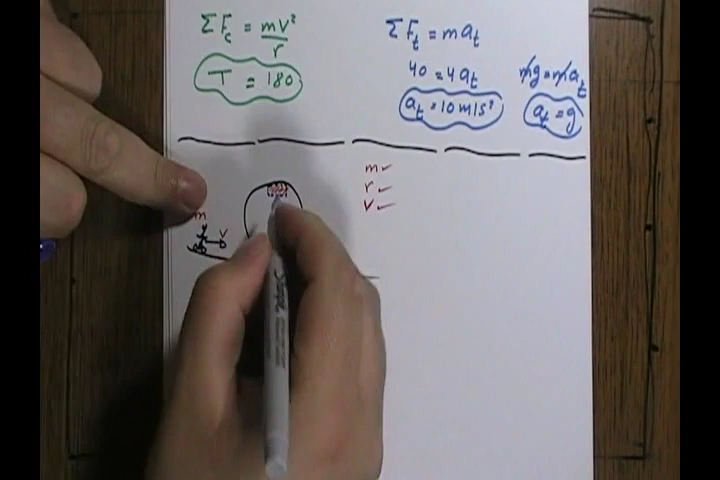 ΣF_c = mv²/r
T = 180
ΣF_t = ma_t
40 = 4a_t
a_t = 10 m/s²
mg = ma_t
a_t = g
m ✓
r ✓
v ✓
m
v